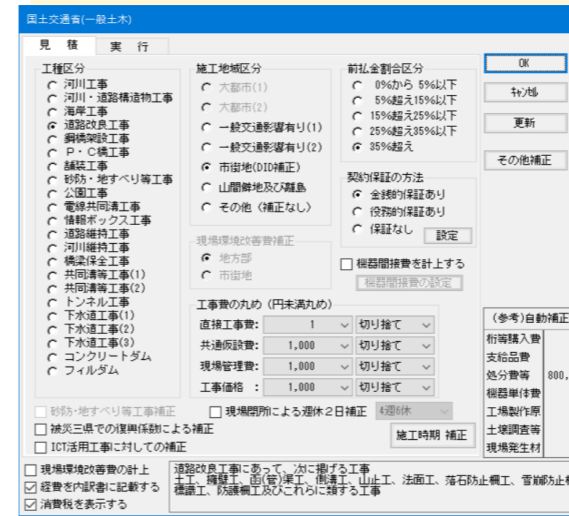 国土交通省(一般土木)
見 積 実 行
工種区分
河川工事
河川・道路構造物工事
海岸工事
道路改良工事
鋼橋架設工事
P・C橋工事
舗装工事
砂防・地すべり等工事
公園工事
電線共同溝工事
情報ボックス工事
道路維持工事
河川維持工事
橋梁保全工事
共同溝等工事(1)
共同溝等工事(2)
トンネル工事
下水道工事(1)
下水道工事(2)
下水道工事(3)
コンクリートダム
フィルダム
施工地域区分
大都市(1)
大都市(2)
一般交通影響有り(1)
一般交通影響有り(2)
市街地(DID補正)
山間僻地及び離島
その他（補正なし）
現場環境改善費補正
地方部
市街地
前払金割合区分
0%から 5%以下
5%超え15%以下
15%超え25%以下
25%超え35%以下
35%超え
契約保証の方法
金銭的保証あり
役務的保証あり
保証なし 設定
機器間接費を計上する
機器間接費の設定
工事費の丸め（円未満丸め）
直接工事費: 1 切り捨て
共通仮設費: 1,000 切り捨て
現場管理費: 1,000 切り捨て
工事価格 : 1,000 切り捨て
OK
ｷｬﾝｾﾙ
更新
その他補正
(参考)自動補正
桁等購入費
支給品費
処分費等 800,
機器単体費
工場製作原
土壌調査等
現場発生材
砂防・地すべり等工事補正 現場閉所による週休２日補正 4週6休
被災三県での復興係数による補正
施工時期 補正
ICT活用工事に対しての補正
現場環境改善費の計上
経費を内訳書に記載する
消費税を表示する
道路改良工事にあって、次に掲げる工事
土工、擁壁工、函(管)渠工、側溝工、山止工、法面工、落石防止柵工、雪崩防止柵
標識工、防護柵工及びこれらに類する工事